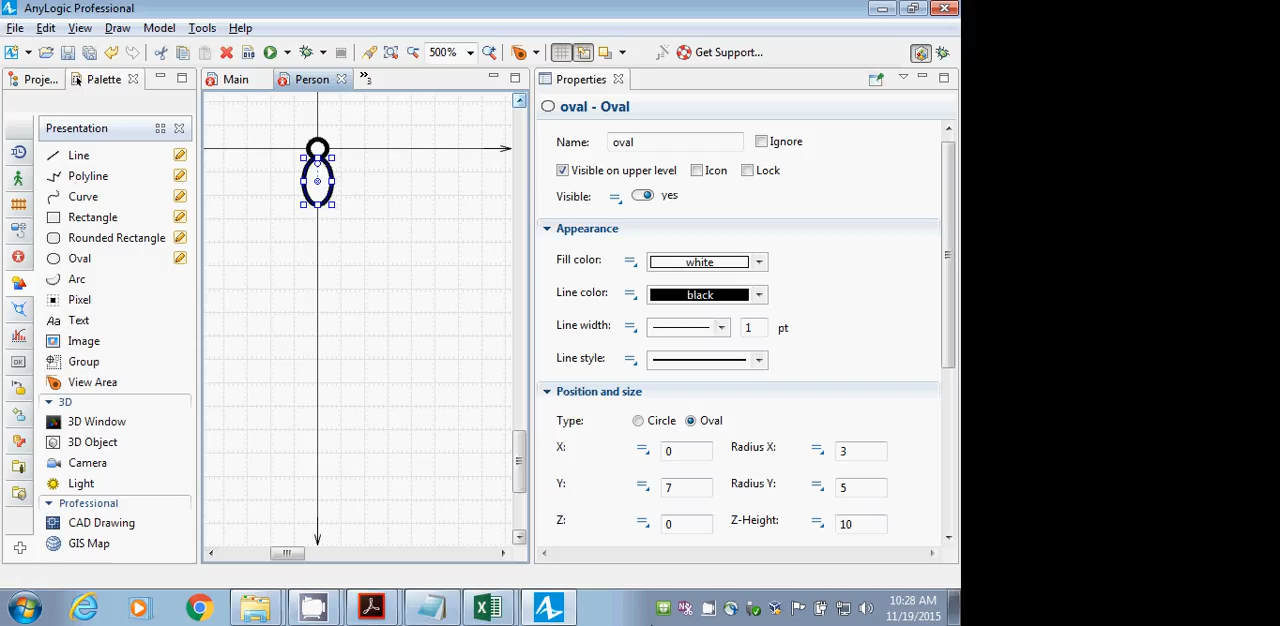 AnyLogic Professional
File Edit View Draw Model Tools Help
500% Get Support...
Proje... Palette Main Person »3 Properties
Presentation
Line
Polyline
Curve
Rectangle
Rounded Rectangle
Oval
Arc
Pixel
Aa Text
Image
Group
View Area
3D
3D Window
3D Object
Camera
Light
Professional
CAD Drawing
GIS Map
oval - Oval
Name: oval Ignore
Visible on upper level Icon Lock
Visible: yes
Appearance
Fill color: white
Line color: black
Line width: 1 pt
Line style:
Position and size
Type: Circle Oval
X: 0 Radius X: 3
Y: 7 Radius Y: 5
Z: 0 Z-Height: 10
10:28 AM
11/19/2015